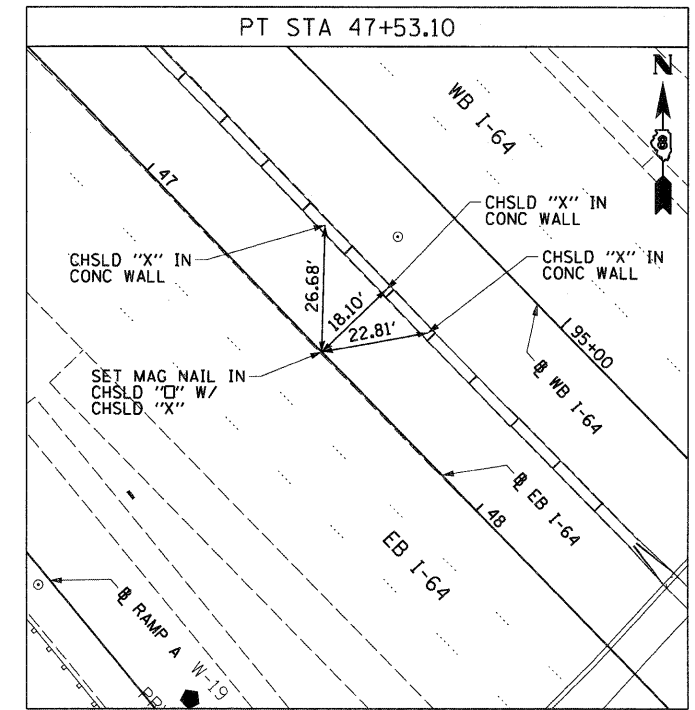 PT STA 47+53.10
N
8
WB I-64
47
CHSLD "X" IN
CONC WALL
CHSLD "X" IN
CONC WALL
CHSLD "X" IN
CONC WALL
26.68'
18.10'
22.81'
95+00
SET MAG NAIL IN
CHSLD "□" W/
CHSLD "X"
℄ WB I-64
℄ EB I-64
48
EB I-64
℄ RAMP A
W-19